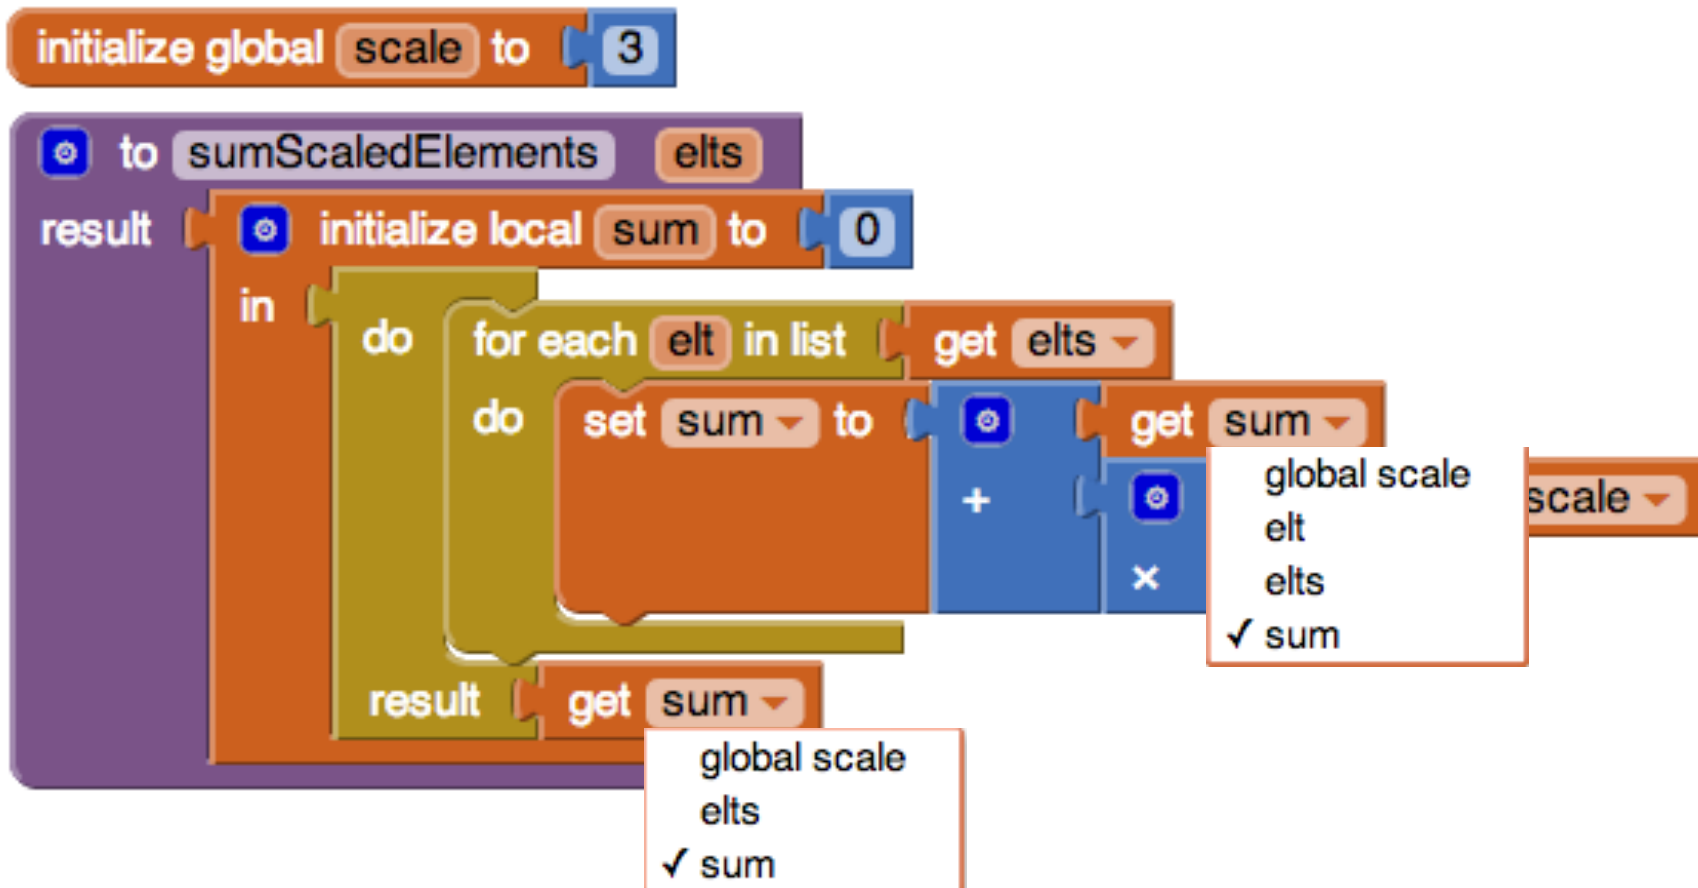 initialize global scale to 3
to sumScaledElements elts
result initialize local sum to 0
in
do for each elt in list get elts
do set sum to get sum
+ scale
×
global scale
elt
elts
✓ sum
result get sum
global scale
elts
✓ sum